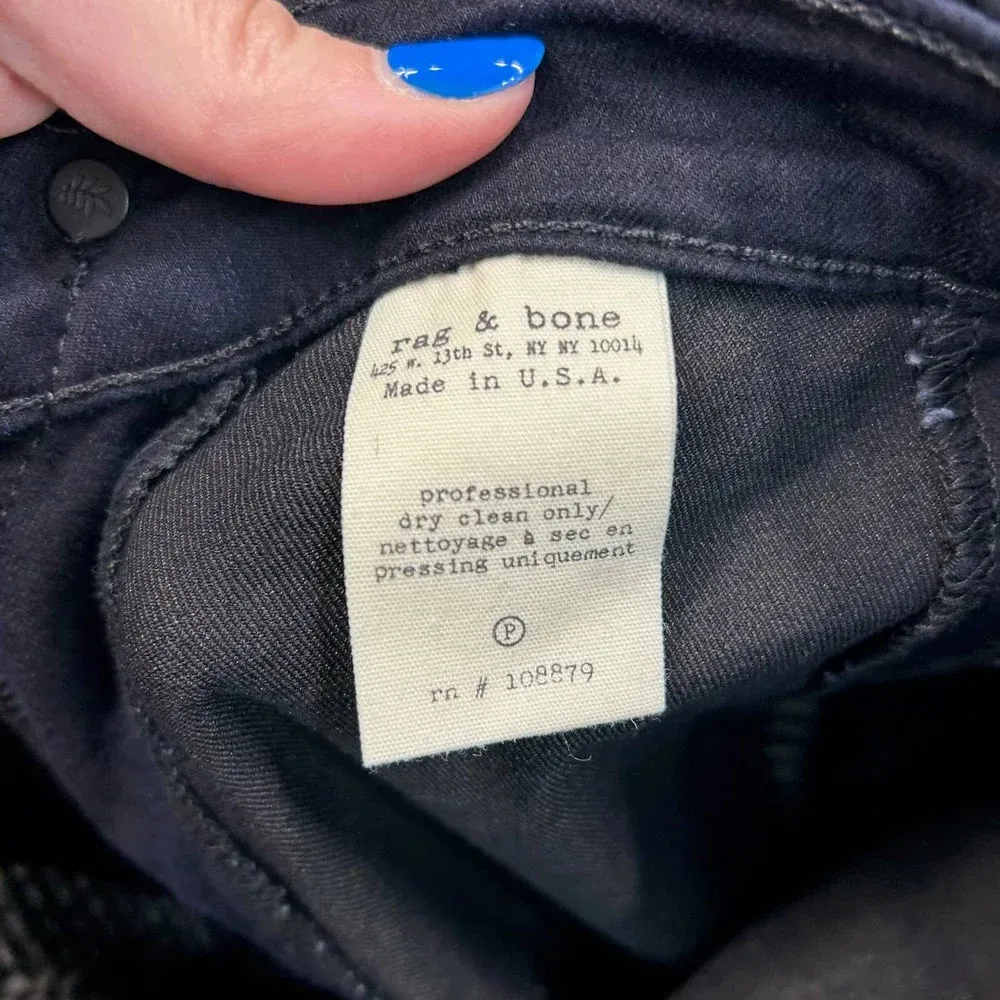 rag & bone
425 W. 13th St, NY NY 10014
Made in U.S.A.
professional
dry clean only/
nettoyage à sec en
pressing uniquement
P
rn # 108879